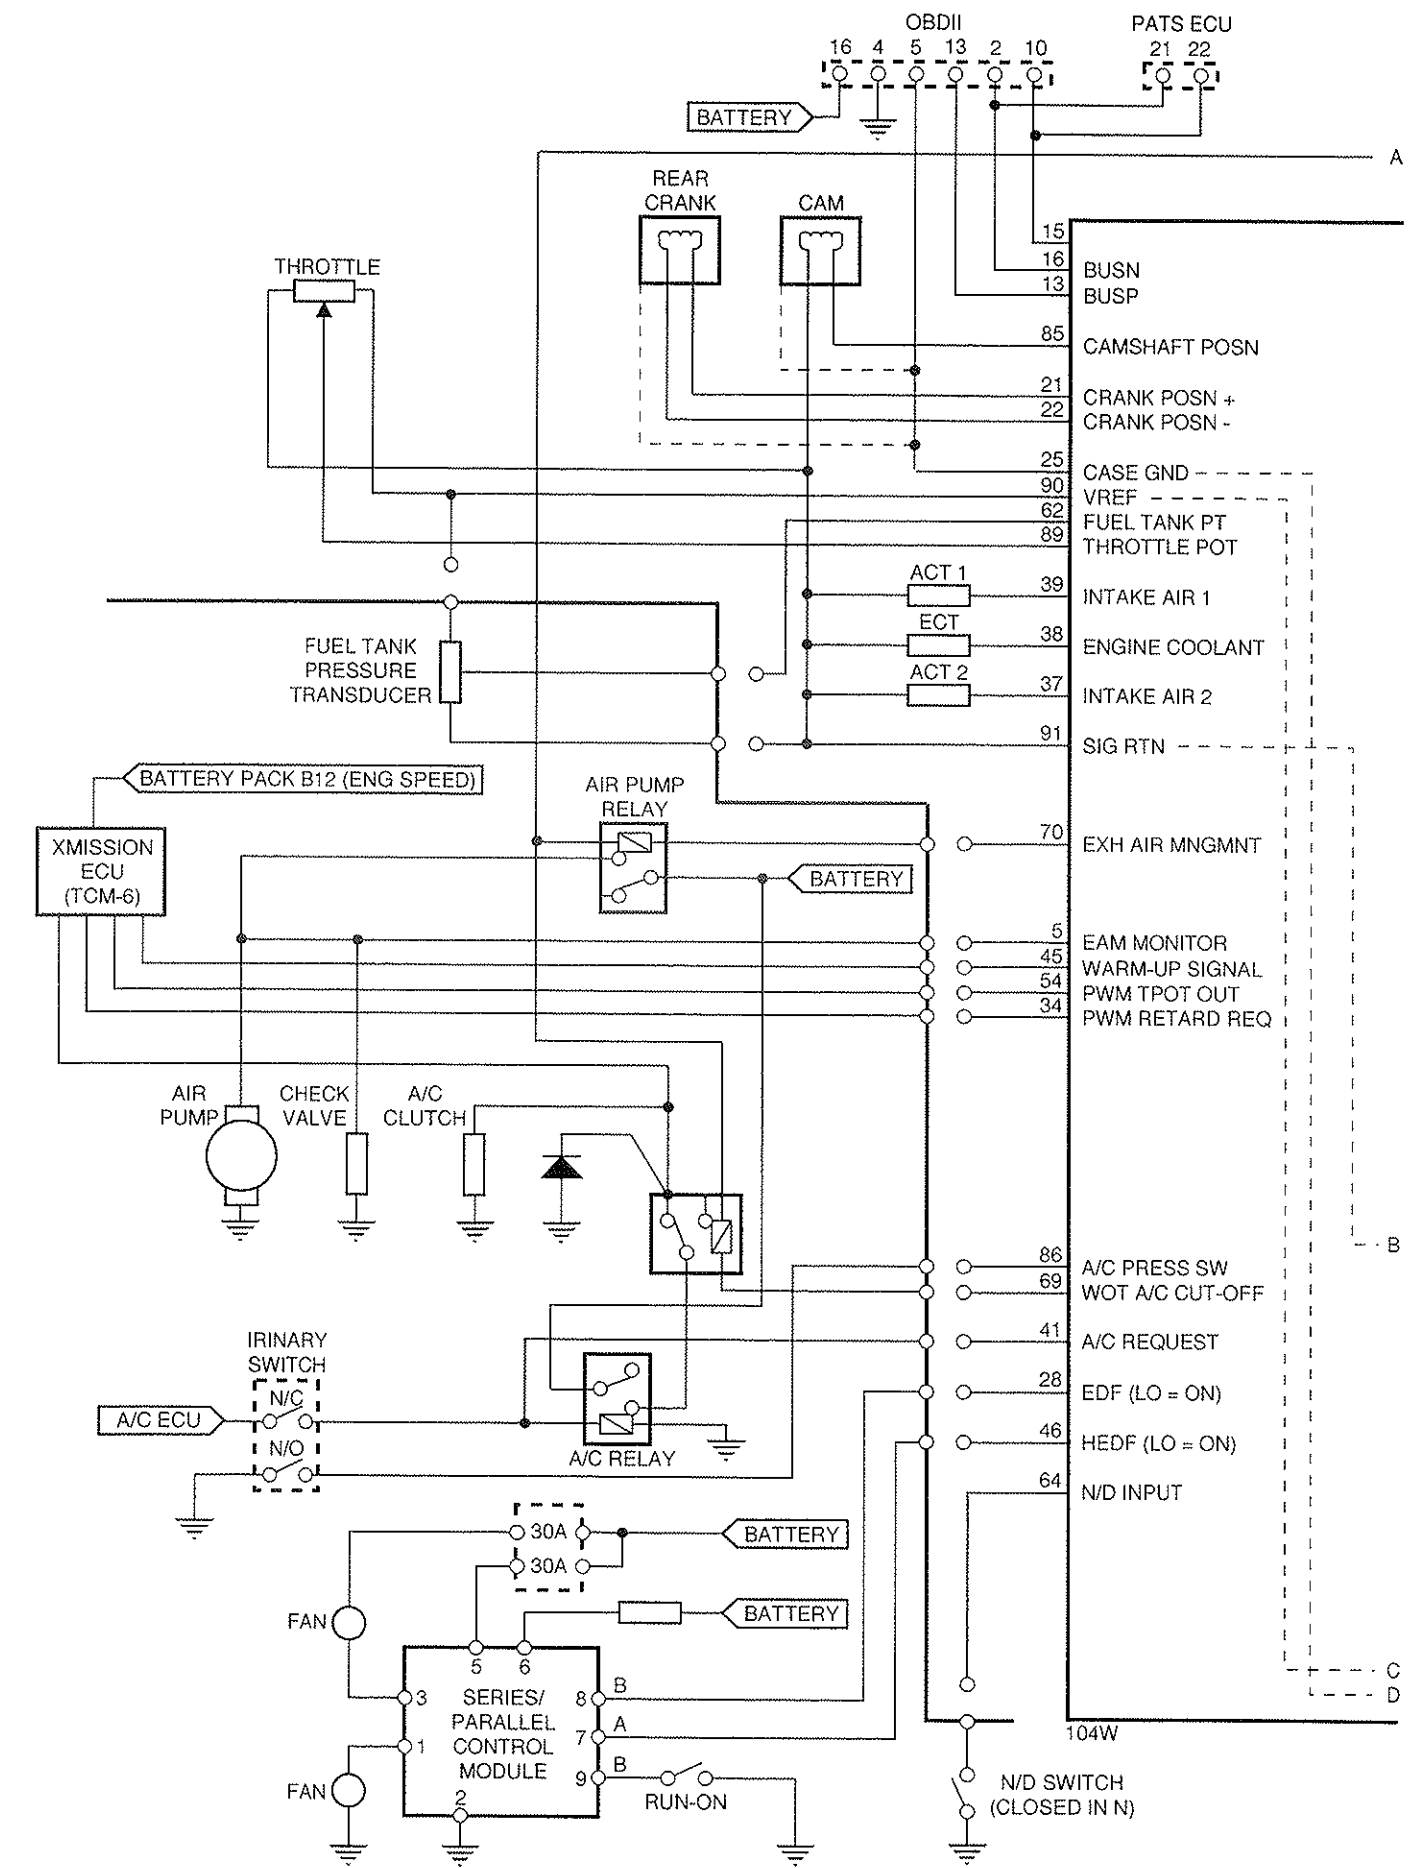 OBDII
PATS ECU
16 4 5 13 2 10
21 22
BATTERY
A
REAR
CRANK
CAM
THROTTLE
15
16 BUSN
13 BUSP
85 CAMSHAFT POSN
21 CRANK POSN +
22 CRANK POSN -
25 CASE GND
90 VREF
62 FUEL TANK PT
89 THROTTLE POT
ACT 1
39 INTAKE AIR 1
ECT
38 ENGINE COOLANT
ACT 2
37 INTAKE AIR 2
91 SIG RTN
FUEL TANK
PRESSURE
TRANSDUCER
BATTERY PACK B12 (ENG SPEED)
AIR PUMP
RELAY
XMISSION
ECU
(TCM-6)
70 EXH AIR MNGMNT
BATTERY
5 EAM MONITOR
45 WARM-UP SIGNAL
54 PWM TPOT OUT
34 PWM RETARD REQ
AIR
PUMP
CHECK
VALVE
A/C
CLUTCH
B
86 A/C PRESS SW
69 WOT A/C CUT-OFF
41 A/C REQUEST
28 EDF (LO = ON)
46 HEDF (LO = ON)
64 N/D INPUT
IRINARY
SWITCH
N/C
A/C ECU
N/O
A/C RELAY
30A
BATTERY
30A
BATTERY
FAN
5 6
3
SERIES/
PARALLEL
CONTROL
MODULE
8 B
7 A
1
9 B
2
RUN-ON
FAN
C
D
104W
N/D SWITCH
(CLOSED IN N)